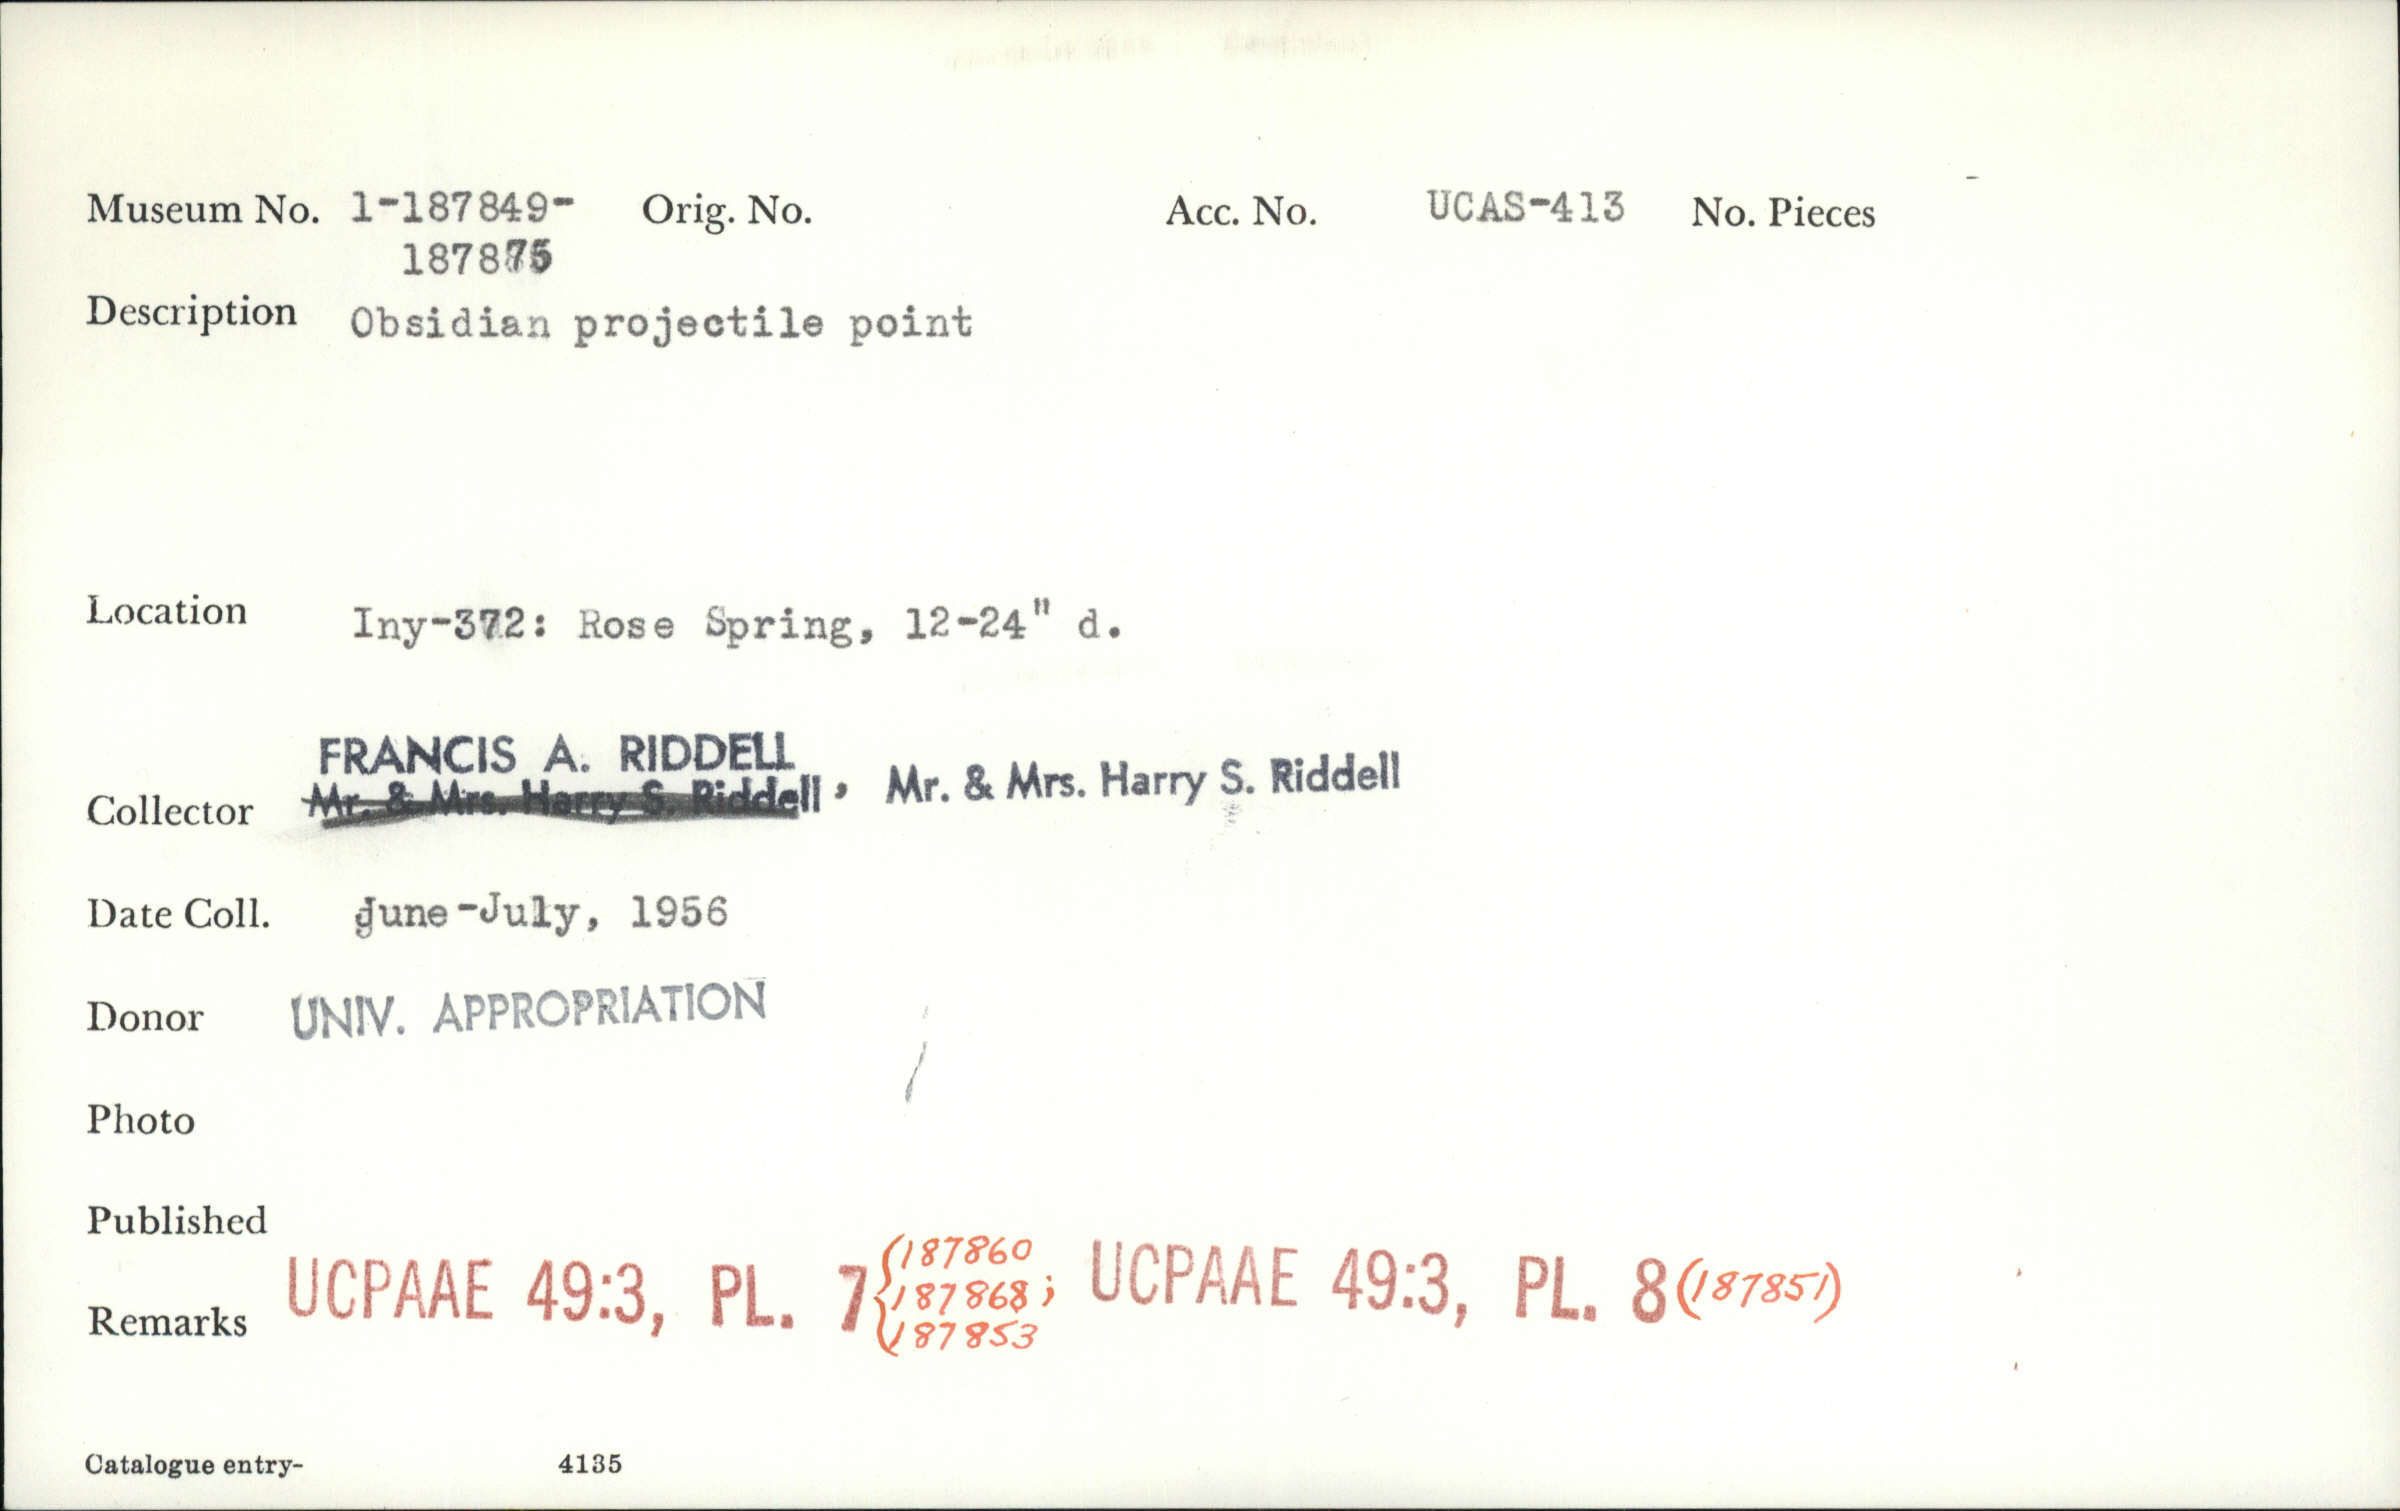 Museum No. 1-187849- Orig. No. Acc. No. UCAS-413 No. Pieces
187875
Description Obsidian projectile point
Location Iny-372: Rose Spring, 12-24" d.
FRANCIS A. RIDDELL
Collector Mr. & Mrs. Harry S. Riddell, Mr. & Mrs. Harry S. Riddell
Date Coll. June-July, 1956
Donor UNIV. APPROPRIATION
Photo
Published
UCPAAE 49:3, PL. 7 (187860
187868;
187853
UCPAAE 49:3, PL. 8 (187851)
Remarks
Catalogue entry- 4135